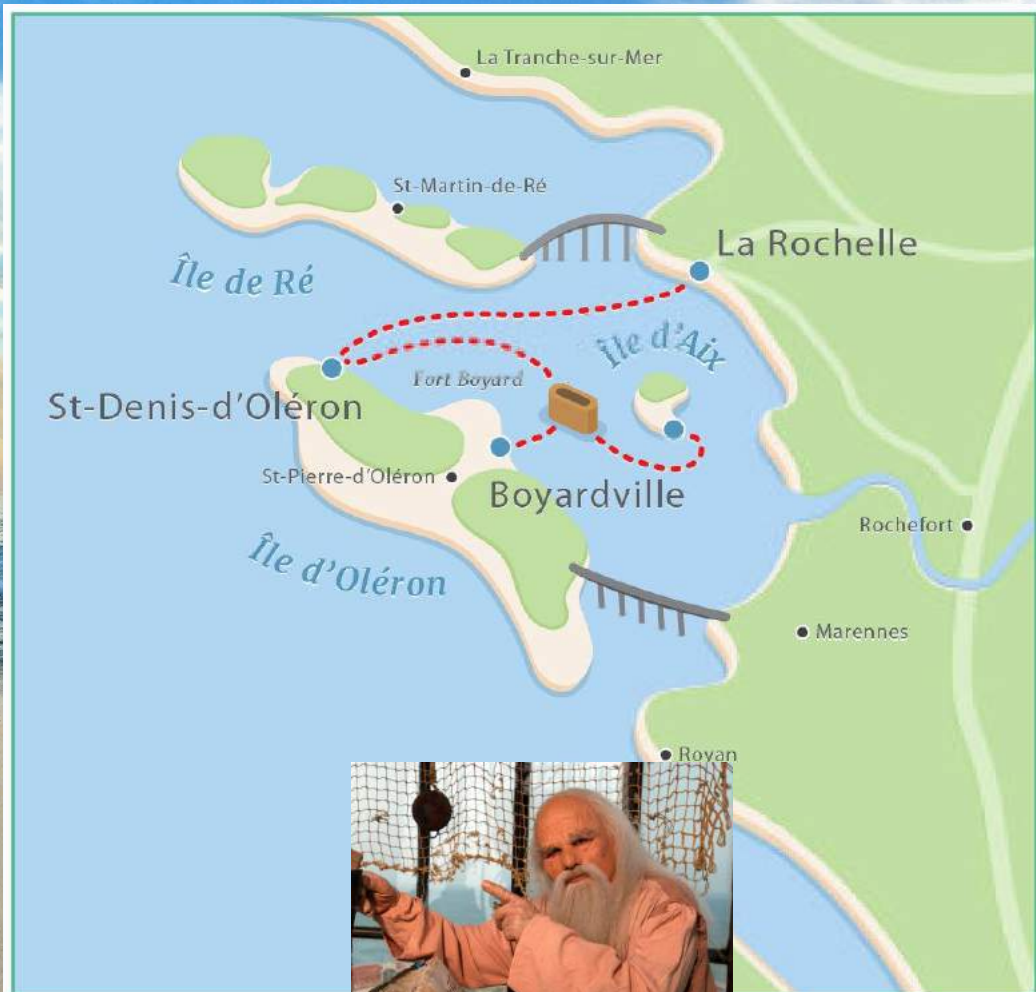 La Tranche-sur-Mer
St-Martin-de-Ré
La Rochelle
Île de Ré
Île d'Aix
Fort Boyard
St-Denis-d'Oléron
St-Pierre-d'Oléron
Boyardville
Rochefort
Île d'Oléron
Marennes
Royan